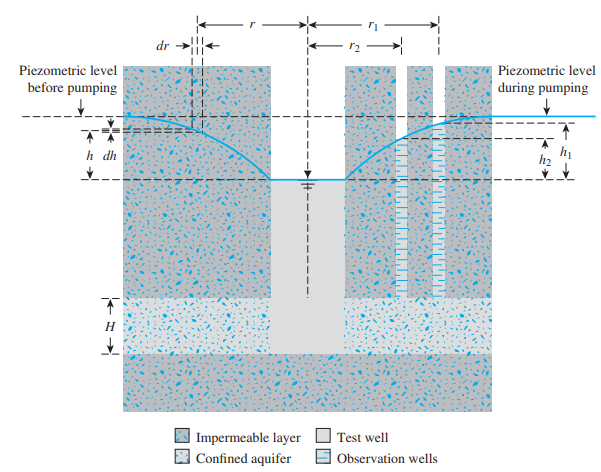 r
r₁
dr
r₂
Piezometric level
before pumping
Piezometric level
during pumping
h
dh
h₂
h₁
H
Impermeable layer
Test well
Confined aquifer
Observation wells